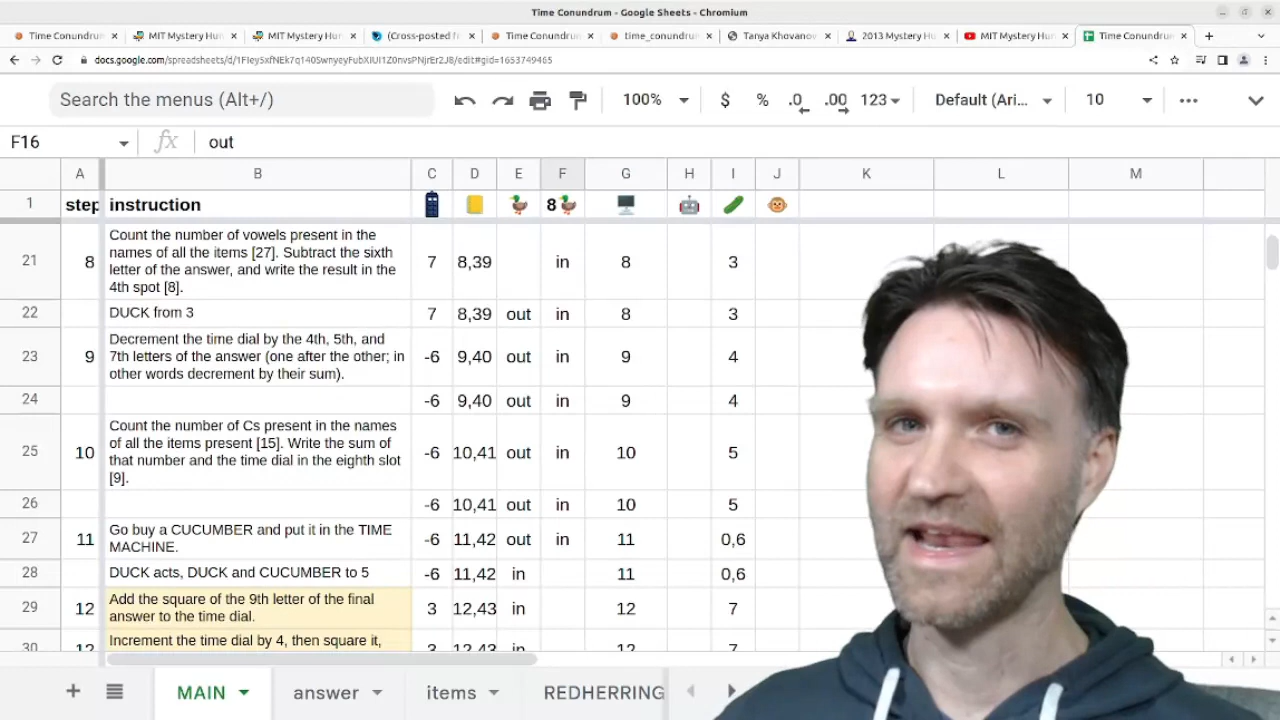 Time Conundrum - Google Sheets - Chromium
Time Conundrum MIT Mystery Hun MIT Mystery Hun (Cross-posted f Time Conundrum time_conundrum Tanya Khovanov 2013 Mystery Hu MIT Mystery Hun Time Conundrum
Search the menus (Alt+/) 100% $ % .0 .00 123 Default (Ari... 10
F16 fx out
A B C D E F G H I J K L M
1 step instruction 8
21 8 Count the number of vowels present in the
names of all the items [27]. Subtract the sixth
letter of the answer, and write the result in the
4th spot [8].
7 8,39 in 8 3
22 DUCK from 3 7 8,39 out in 8 3
23 9 Decrement the time dial by the 4th, 5th, and
7th letters of the answer (one after the other; in
other words decrement by their sum).
-6 9,40 out in 9 4
24 -6 9,40 out in 9 4
25 10 Count the number of Cs present in the names
of all the items present [15]. Write the sum of
that number and the time dial in the eighth slot
[9].
-6 10,41 out in 10 5
26 -6 10,41 out in 10 5
27 11 Go buy a CUCUMBER and put it in the TIME
MACHINE.
-6 11,42 out in 11 0,6
28 DUCK acts, DUCK and CUCUMBER to 5 -6 11,42 in 11 0,6
29 12 Add the square of the 9th letter of the final
answer to the time dial.
3 12,43 in 12 7
30 12 Increment the time dial by 4, then square it, 3 12,43 in 12 7
MAIN answer items REDHERRING